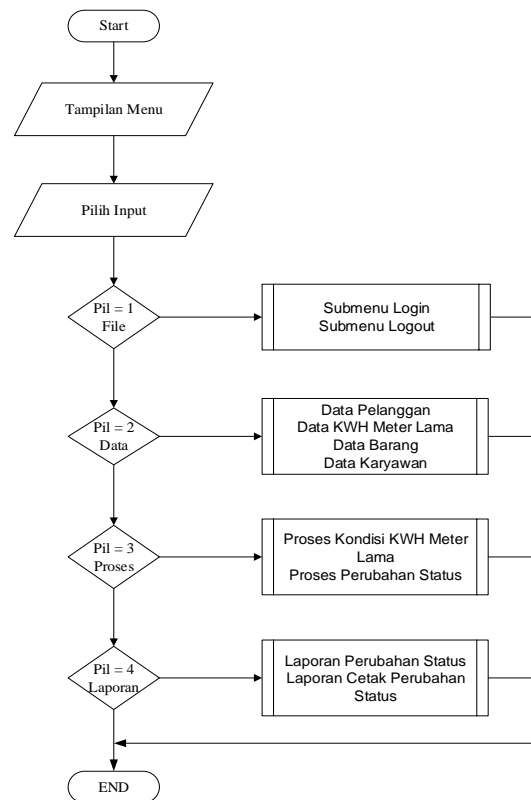 Start
Tampilan Menu
Pilih Input
Pil = 1
File
Submenu Login
Submenu Logout
Pil = 2
Data
Data Pelanggan
Data KWH Meter Lama
Data Barang
Data Karyawan
Pil = 3
Proses
Proses Kondisi KWH Meter
Lama
Proses Perubahan Status
Pil = 4
Laporan
Laporan Perubahan Status
Laporan Cetak Perubahan
Status
END